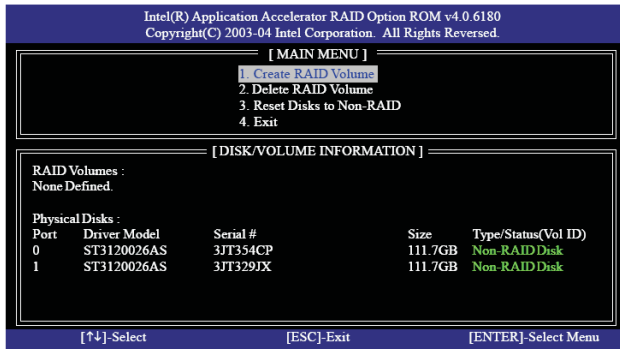 Intel(R) Application Accelerator RAID Option ROM v4.0.6180
Copyright(C) 2003-04 Intel Corporation. All Rights Reversed.
[ MAIN MENU ]
1. Create RAID Volume
2. Delete RAID Volume
3. Reset Disks to Non-RAID
4. Exit
[ DISK/VOLUME INFORMATION ]
RAID Volumes :
None Defined.
Physical Disks :
Port Driver Model Serial # Size Type/Status(Vol ID)
0 ST3120026AS 3JT354CP 111.7GB Non-RAID Disk
1 ST3120026AS 3JT329JX 111.7GB Non-RAID Disk
[↑↓]-Select [ESC]-Exit [ENTER]-Select Menu